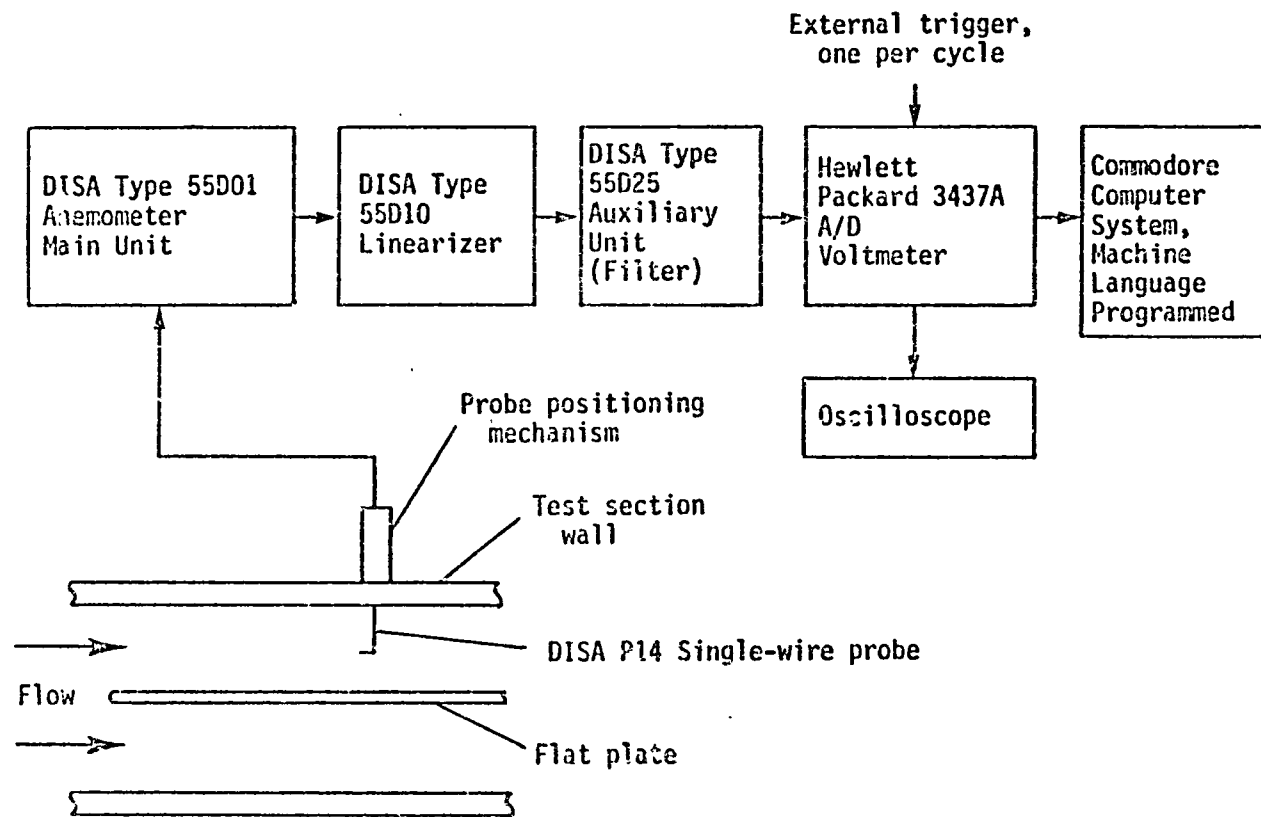 External trigger,
one per cycle
DISA Type 55D01
Anemometer
Main Unit
DISA Type
55D10
Linearizer
DISA Type
55D25
Auxiliary
Unit
(Filter)
Hewlett
Packard 3437A
A/D
Voltmeter
Commodore
Computer
System,
Machine
Language
Programmed
Oscilloscope
Probe positioning
mechanism
Test section
wall
DISA P14 Single-wire probe
Flow
Flat plate